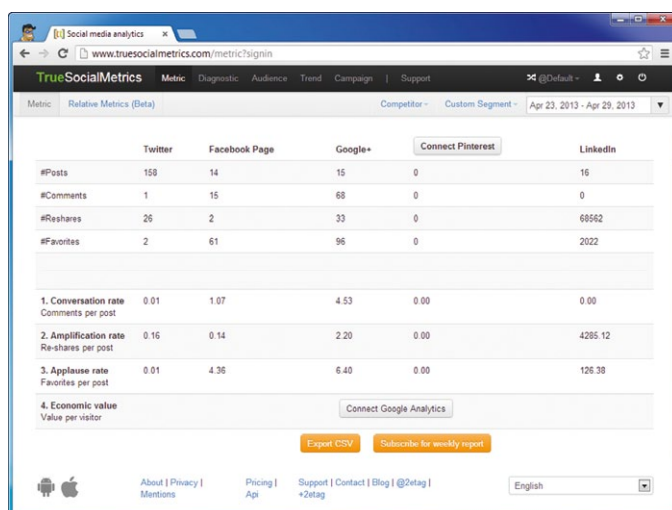 [t] Social media analytics
www.truesocialmetrics.com/metric?signin
TrueSocialMetrics Metric Diagnostic Audience Trend Campaign | Support @Default
Metric Relative Metrics (Beta) Competitor Custom Segment Apr 23, 2013 - Apr 29, 2013
Twitter Facebook Page Google+ Connect Pinterest LinkedIn
#Posts 158 14 15 0 16
#Comments 1 15 68 0 0
#Reshares 26 2 33 0 68562
#Favorites 2 61 96 0 2022
1. Conversation rate 0.01 1.07 4.53 0.00 0.00
Comments per post
2. Amplification rate 0.16 0.14 2.20 0.00 4285.12
Re-shares per post
3. Applause rate 0.01 4.36 6.40 0.00 126.38
Favorites per post
4. Economic value Connect Google Analytics
Value per visitor
Export CSV Subscribe for weekly report
About | Privacy | Pricing | Support | Contact | Blog | @2etag | English
Mentions Api +2etag